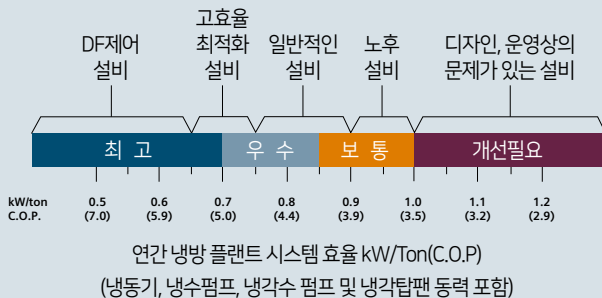 DF제어
설비
고효율
최적화
설비
일반적인
설비
노후
설비
디자인, 운영상의
문제가 있는 설비
최 고
우 수
보 통
개선필요
kW/ton 0.5 0.6 0.7 0.8 0.9 1.0 1.1 1.2
C.O.P. (7.0) (5.9) (5.0) (4.4) (3.9) (3.5) (3.2) (2.9)
연간 냉방 플랜트 시스템 효율 kW/Ton(C.O.P)
(냉동기, 냉수펌프, 냉각수 펌프 및 냉각탑팬 동력 포함)